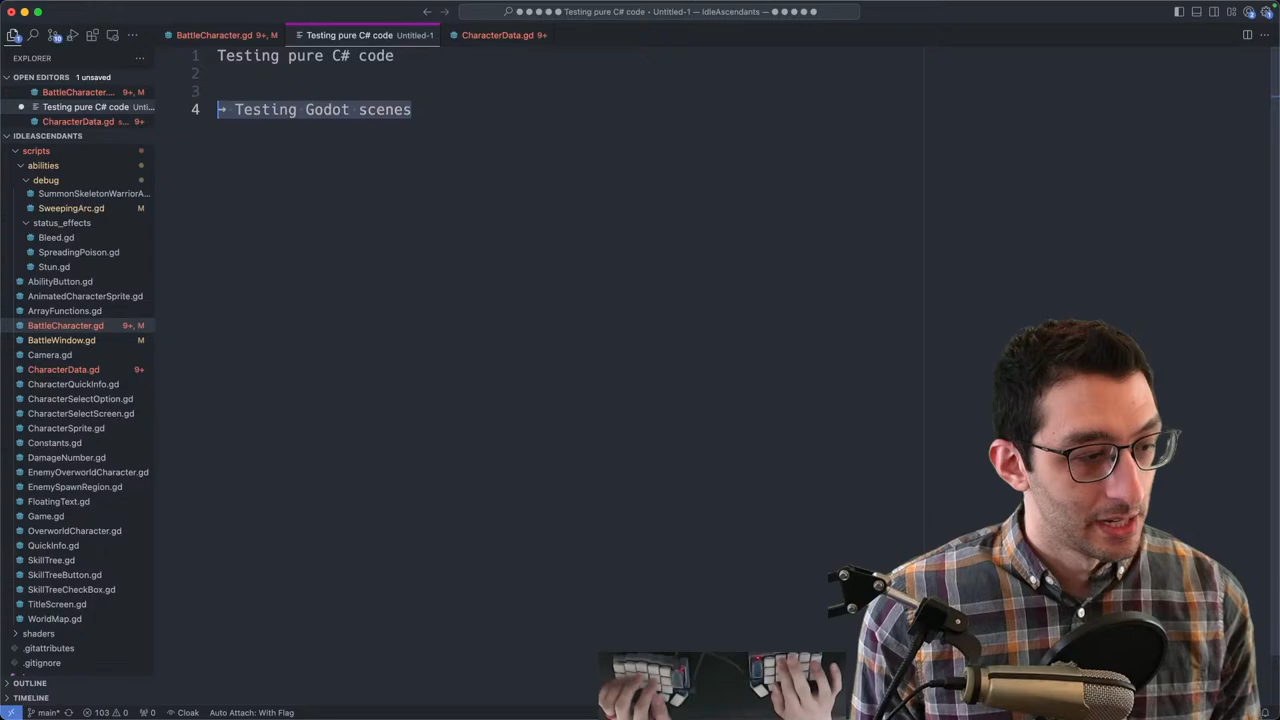 Testing pure C# code • Untitled-1 — idleAscendants
BattleCharacter.gd 9+, M
Testing pure C# code Untitled-1
CharacterData.gd 9+
EXPLORER
OPEN EDITORS 1 unsaved
BattleCharacter.... 9+, M
Testing pure C# code Unti...
CharacterData.gd s... 9+
IDLEASCENDANTS
scripts
abilities
debug
SummonSkeletonWarriorA...
SweepingArc.gd M
status_effects
Bleed.gd
SpreadingPoison.gd
Stun.gd
AbilityButton.gd
AnimatedCharacterSprite.gd
ArrayFunctions.gd
BattleCharacter.gd 9+, M
BattleWindow.gd M
Camera.gd
CharacterData.gd 9+
CharacterQuickInfo.gd
CharacterSelectOption.gd
CharacterSelectScreen.gd
CharacterSprite.gd
Constants.gd
DamageNumber.gd
EnemyOverworldCharacter.gd
EnemySpawnRegion.gd
FloatingText.gd
Game.gd
OverworldCharacter.gd
QuickInfo.gd
SkillTree.gd
SkillTreeButton.gd
SkillTreeCheckBox.gd
TitleScreen.gd
WorldMap.gd
shaders
.gitattributes
.gitignore
OUTLINE
TIMELINE
1 Testing pure C# code
2
3
4 → Testing Godot scenes
main* 103 0 0 Cloak Auto Attach: With Flag